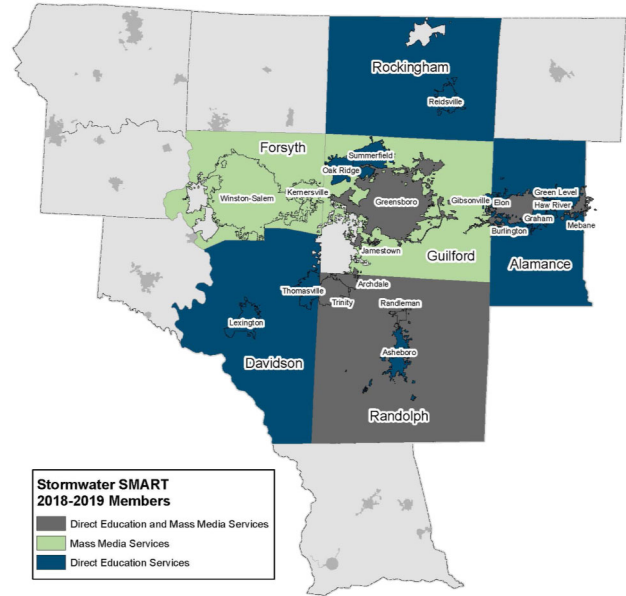 Rockingham
Reidsville
Forsyth
Summerfield
Oak Ridge
Kernersville
Winston-Salem
Greensboro
Gibsonville
Elon
Green Level
Haw River
Graham
Burlington
Mebane
Jamestown
Guilford
Alamance
Archdale
Thomasville
Trinity
Randleman
Lexington
Asheboro
Davidson
Randolph
Stormwater SMART
2018-2019 Members
Direct Education and Mass Media Services
Mass Media Services
Direct Education Services